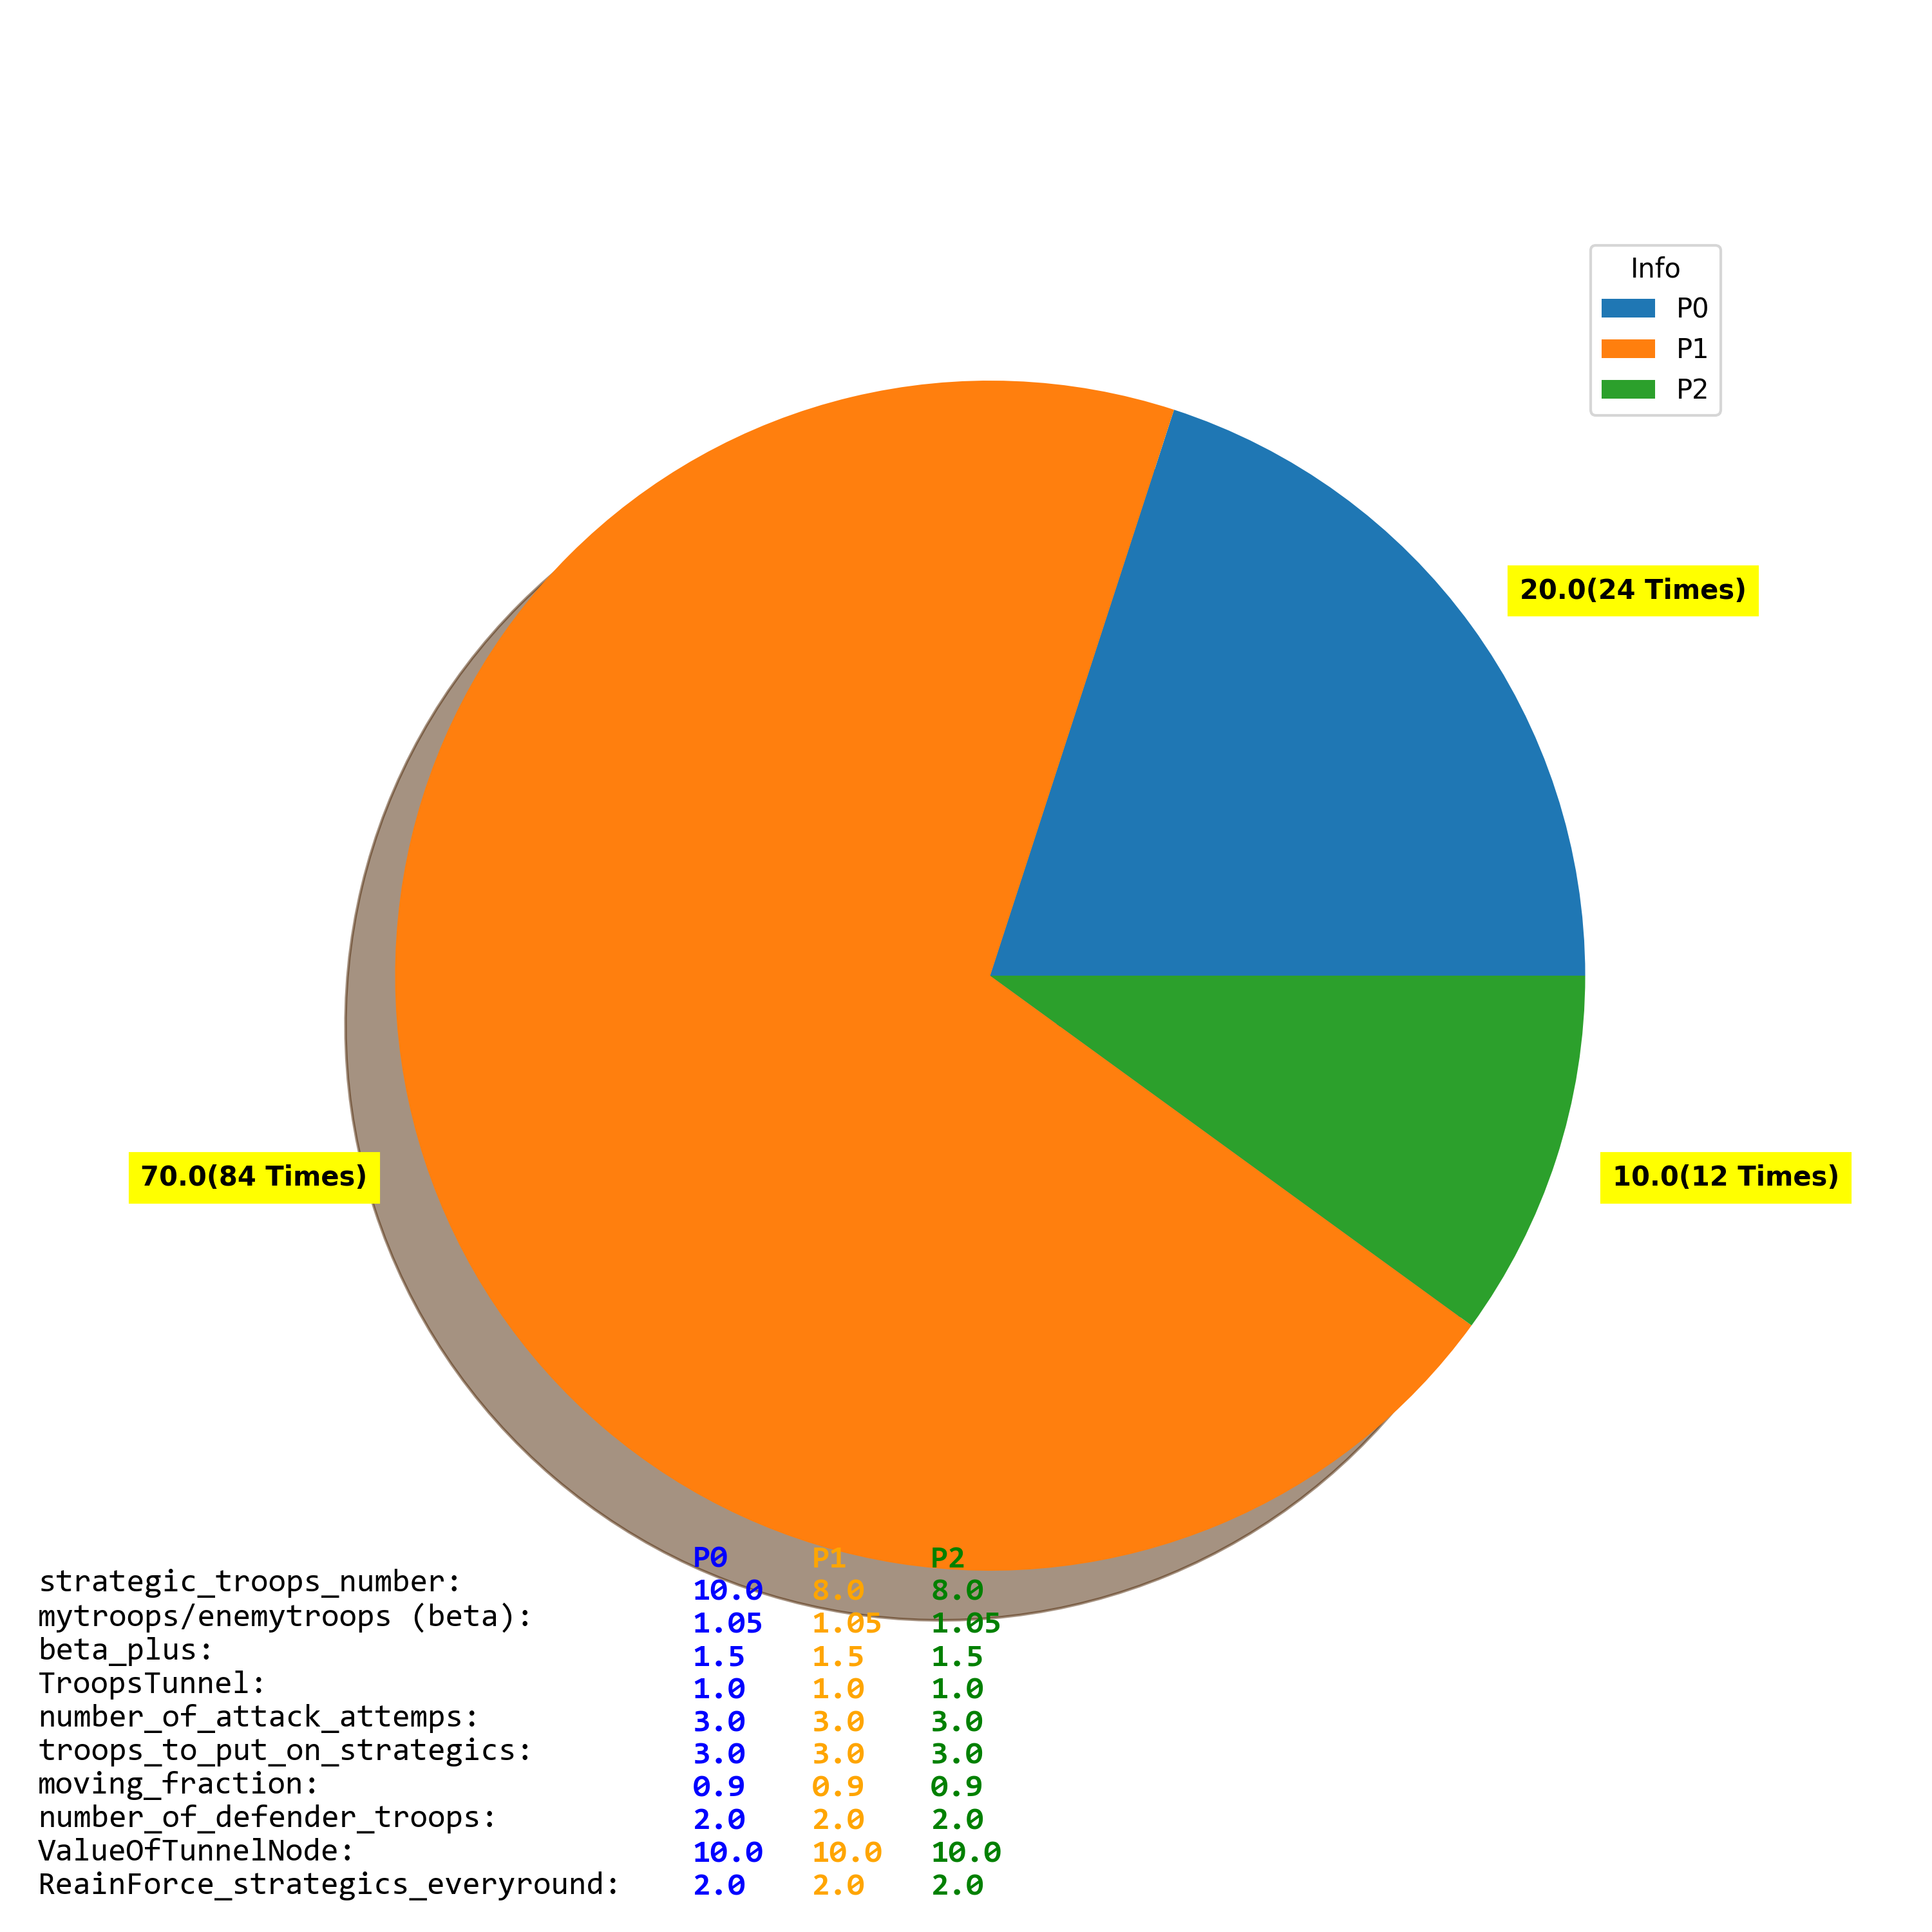 Info
P0
P1
P2
20.0(24 Times)
70.0(84 Times)
10.0(12 Times)
P0 P1 P2
strategic_troops_number: 10.0 8.0 8.0
mytroops/enemytroops (beta): 1.05 1.05 1.05
beta_plus: 1.5 1.5 1.5
TroopsTunnel: 1.0 1.0 1.0
number_of_attack_attemps: 3.0 3.0 3.0
troops_to_put_on_strategics: 3.0 3.0 3.0
moving_fraction: 0.9 0.9 0.9
number_of_defender_troops: 2.0 2.0 2.0
ValueOfTunnelNode: 10.0 10.0 10.0
ReainForce_strategics_everyround: 2.0 2.0 2.0